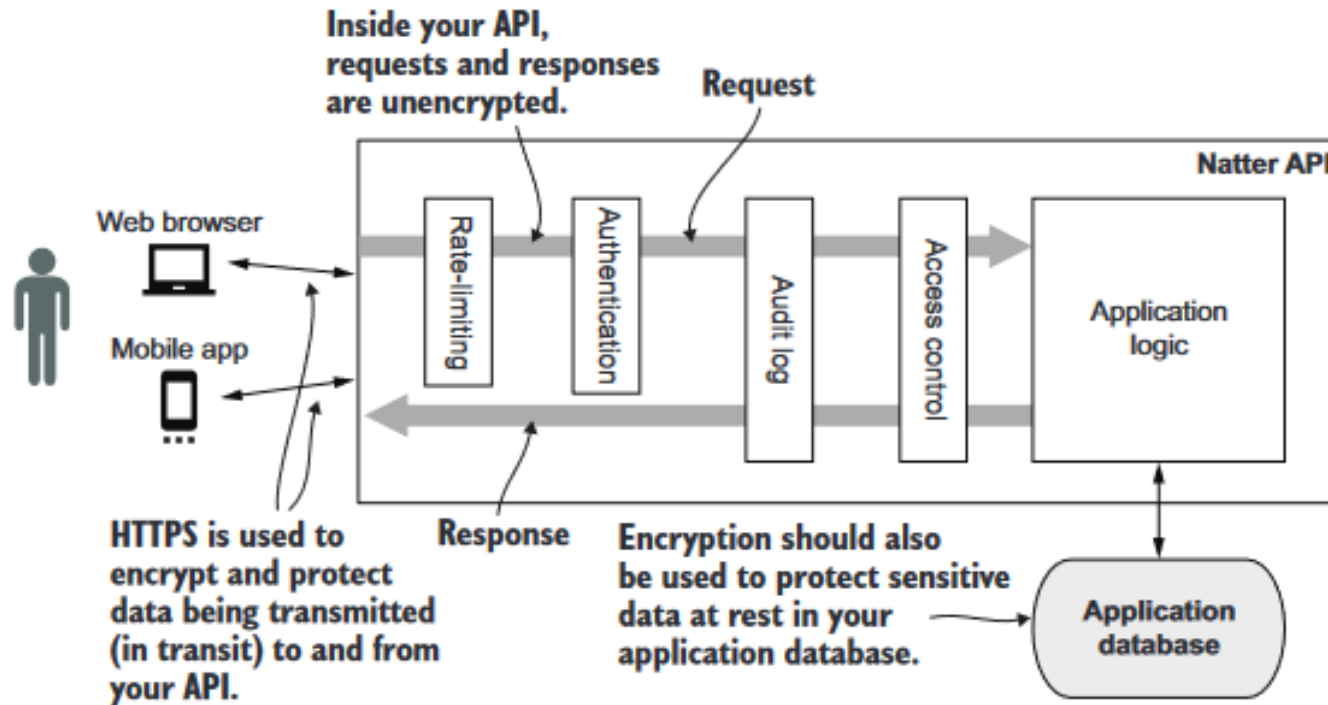 Inside your API,
requests and responses
are unencrypted.
Request
Natter API
Web browser
Mobile app
Rate-limiting
Authentication
Audit log
Access control
Application
logic
HTTPS is used to
encrypt and protect
data being transmitted
(in transit) to and from
your API.
Response
Encryption should also
be used to protect sensitive
data at rest in your
application database.
Application
database